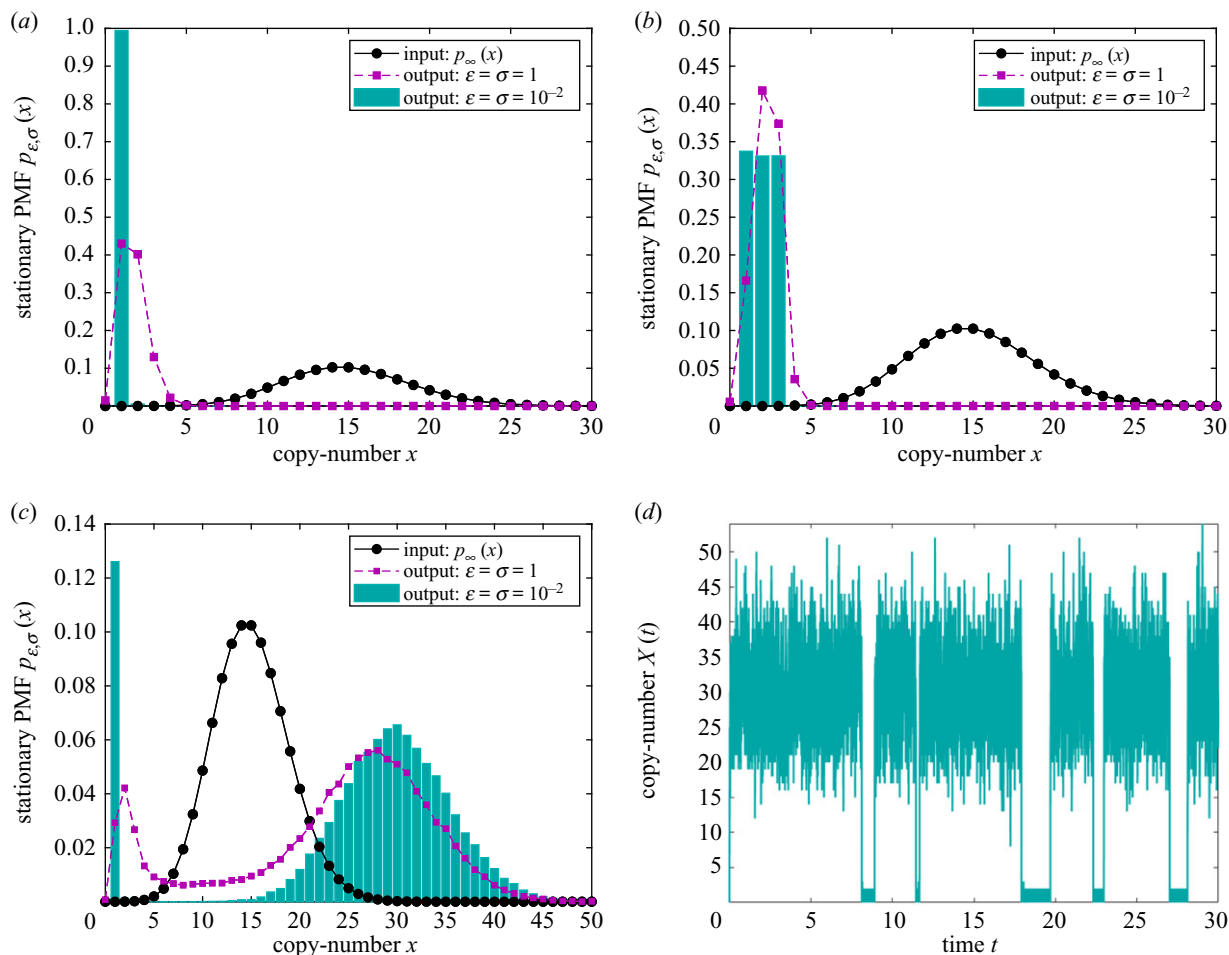 (a)
1.0
0.9
0.8
0.7
0.6
0.5
0.4
0.3
0.2
0.1
0 5 10 15 20 25 30
stationary PMF pε,σ(x)
copy-number x
input: p∞(x)
output: ε = σ = 1
output: ε = σ = 10⁻²
(b)
0.50
0.45
0.40
0.35
0.30
0.25
0.20
0.15
0.10
0.05
0 5 10 15 20 25 30
stationary PMF pε,σ(x)
copy-number x
input: p∞(x)
output: ε = σ = 1
output: ε = σ = 10⁻²
(c)
0.14
0.12
0.10
0.08
0.06
0.04
0.02
0 5 10 15 20 25 30 35 40 45 50
stationary PMF pε,σ(x)
copy-number x
input: p∞(x)
output: ε = σ = 1
output: ε = σ = 10⁻²
(d)
50
45
40
35
30
25
20
15
10
5
0 5 10 15 20 25 30
copy-number X(t)
time t